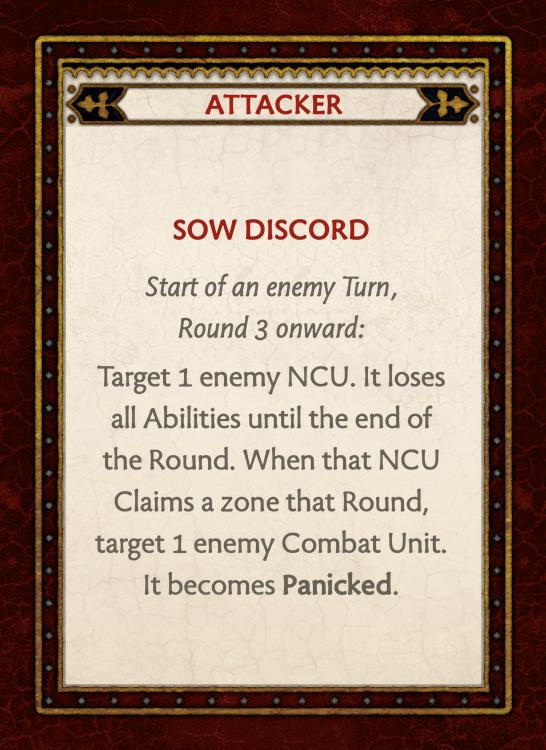 ATTACKER
SOW DISCORD
Start of an enemy Turn,
Round 3 onward:
Target 1 enemy NCU. It loses
all Abilities until the end of
the Round. When that NCU
Claims a zone that Round,
target 1 enemy Combat Unit.
It becomes Panicked.